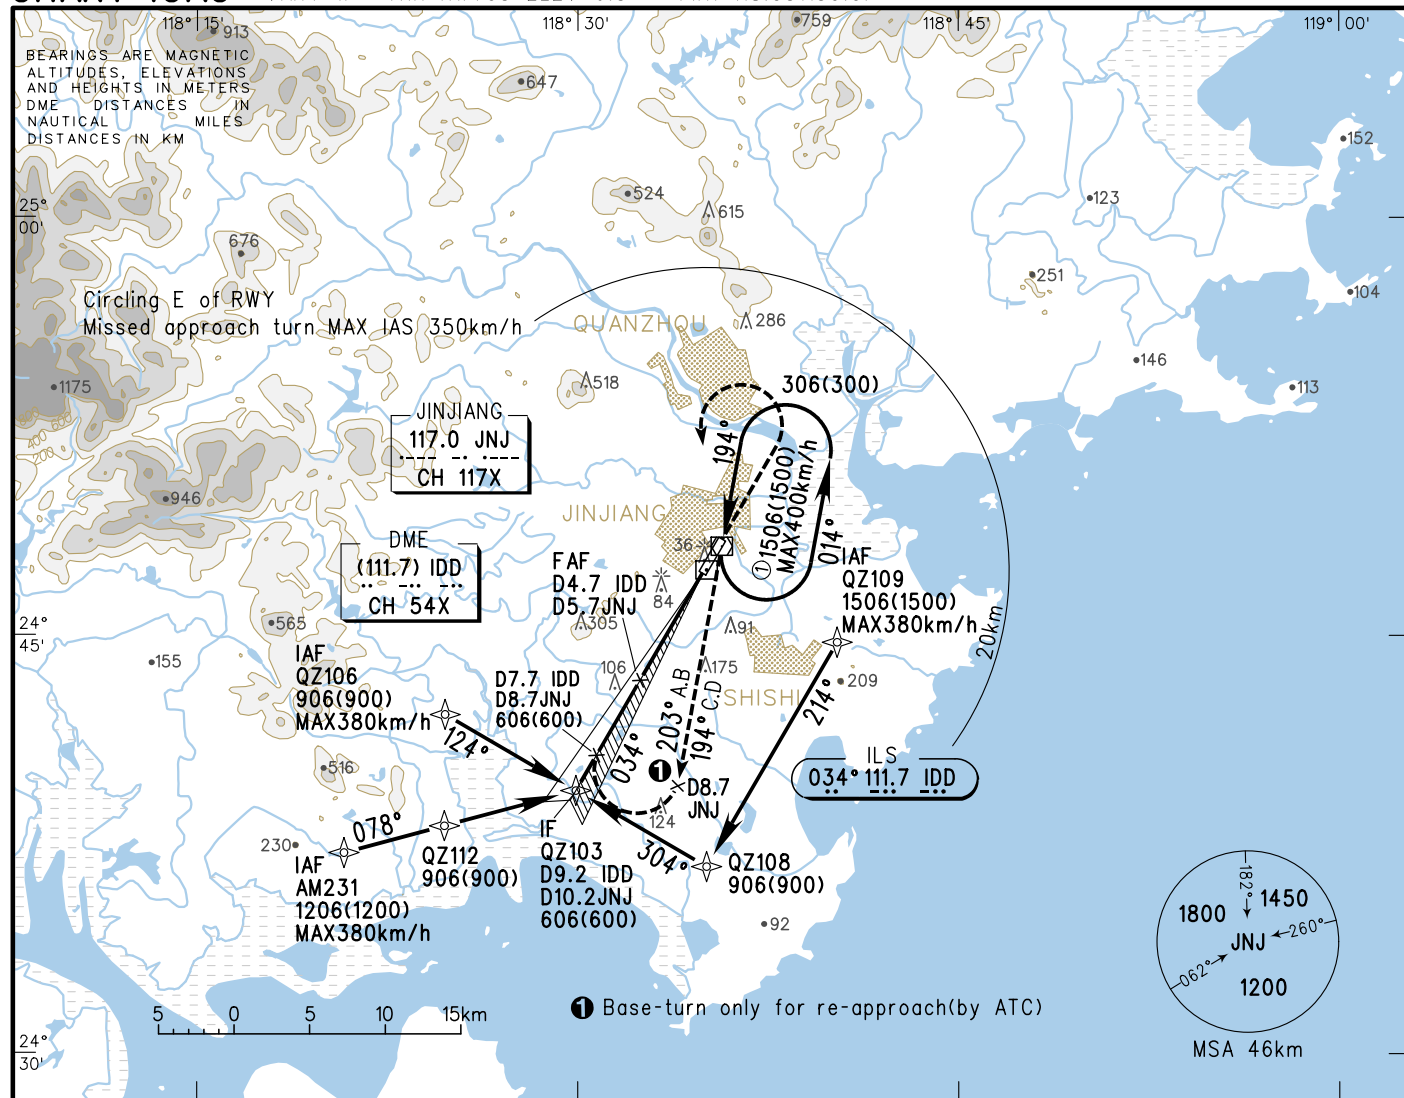 118° 15'
118° 30'
118° 45'
119° 00'
BEARINGS ARE MAGNETIC
ALTITUDES, ELEVATIONS
AND HEIGHTS IN METERS
DME DISTANCES IN
NAUTICAL MILES
DISTANCES IN KM
913
647
759
152
524
615
123
25°
00'
676
251
104
Circling E of RWY
Missed approach turn MAX IAS 350km/h
QUANZHOU
286
146
113
1175
400
600
518
306(300)
JINJIANG
117.0 JNJ
CH 117X
194°
①1506(1500)
MAX400km/h
014°
946
JINJIANG
36
DME
(111.7) IDD
CH 54X
FAF
D4.7 IDD
D5.7JNJ
84
305
91
IAF
QZ109
1506(1500)
MAX380km/h
20km
565
24°
45'
155
IAF
QZ106
906(900)
MAX380km/h
106
175
D7.7 IDD
D8.7JNJ
606(600)
SHISHI
209
214°
124°
034°
203° A.B
194° C.D
516
❶
D8.7
JNJ
ILS
034° 111.7 IDD
124
078°
230
IAF
AM231
1206(1200)
MAX380km/h
QZ112
906(900)
IF
QZ103
D9.2 IDD
D10.2JNJ
606(600)
304°
QZ108
906(900)
92
182°
1450
1800
JNJ
260°
062°
1200
MSA 46km
❶ Base-turn only for re-approach(by ATC)
5 0 5 10 15km
24°
30'